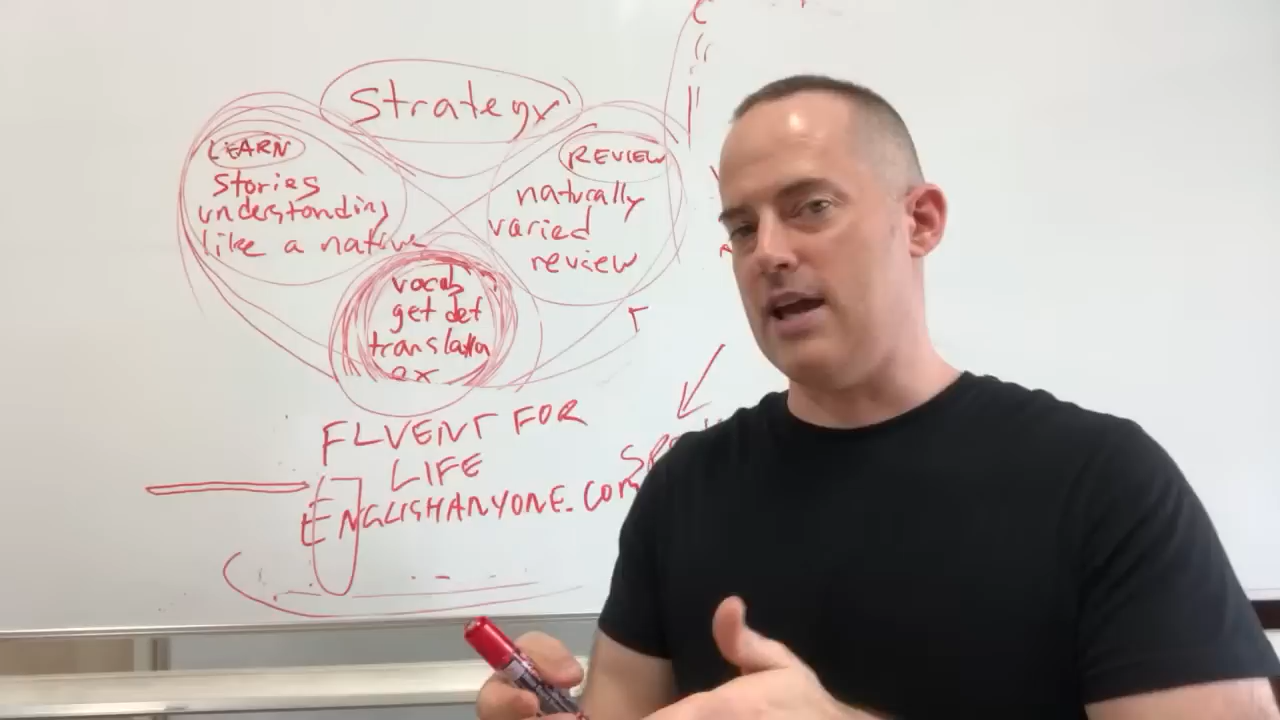 Strategy
LEARN
stories
understanding
like a native
REVIEW
naturally
varied
review
vocab
get def
translation
ex
FLUENT FOR
LIFE
ENGLISHANYONE.COM